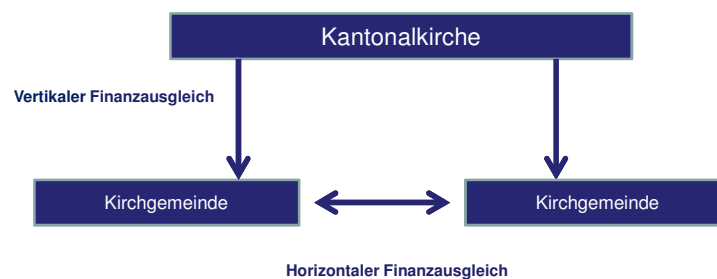 Kantonalkirche
Vertikaler Finanzausgleich
Kirchgemeinde
Kirchgemeinde
Horizontaler Finanzausgleich